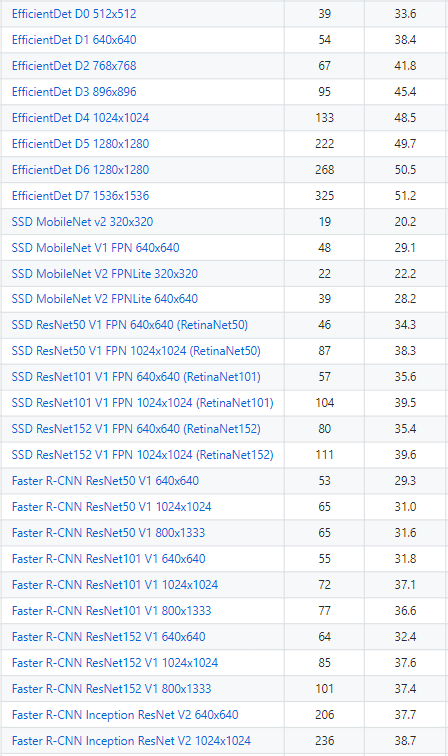 EfficientDet D0 512x512 39 33.6
EfficientDet D1 640x640 54 38.4
EfficientDet D2 768x768 67 41.8
EfficientDet D3 896x896 95 45.4
EfficientDet D4 1024x1024 133 48.5
EfficientDet D5 1280x1280 222 49.7
EfficientDet D6 1280x1280 268 50.5
EfficientDet D7 1536x1536 325 51.2
SSD MobileNet v2 320x320 19 20.2
SSD MobileNet V1 FPN 640x640 48 29.1
SSD MobileNet V2 FPNLite 320x320 22 22.2
SSD MobileNet V2 FPNLite 640x640 39 28.2
SSD ResNet50 V1 FPN 640x640 (RetinaNet50) 46 34.3
SSD ResNet50 V1 FPN 1024x1024 (RetinaNet50) 87 38.3
SSD ResNet101 V1 FPN 640x640 (RetinaNet101) 57 35.6
SSD ResNet101 V1 FPN 1024x1024 (RetinaNet101) 104 39.5
SSD ResNet152 V1 FPN 640x640 (RetinaNet152) 80 35.4
SSD ResNet152 V1 FPN 1024x1024 (RetinaNet152) 111 39.6
Faster R-CNN ResNet50 V1 640x640 53 29.3
Faster R-CNN ResNet50 V1 1024x1024 65 31.0
Faster R-CNN ResNet50 V1 800x1333 65 31.6
Faster R-CNN ResNet101 V1 640x640 55 31.8
Faster R-CNN ResNet101 V1 1024x1024 72 37.1
Faster R-CNN ResNet101 V1 800x1333 77 36.6
Faster R-CNN ResNet152 V1 640x640 64 32.4
Faster R-CNN ResNet152 V1 1024x1024 85 37.6
Faster R-CNN ResNet152 V1 800x1333 101 37.4
Faster R-CNN Inception ResNet V2 640x640 206 37.7
Faster R-CNN Inception ResNet V2 1024x1024 236 38.7